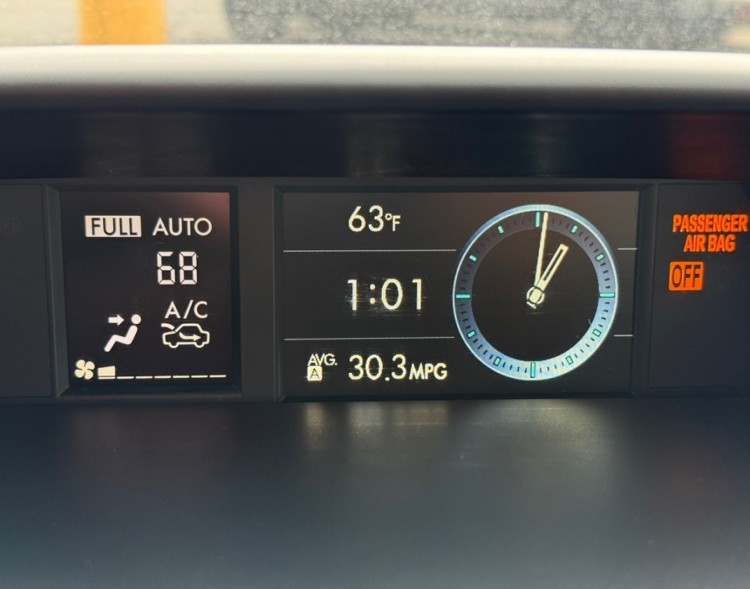 FULL AUTO
68
A/C
63°F
1:01
AVG.
A 30.3MPG
PASSENGER
AIR BAG
OFF